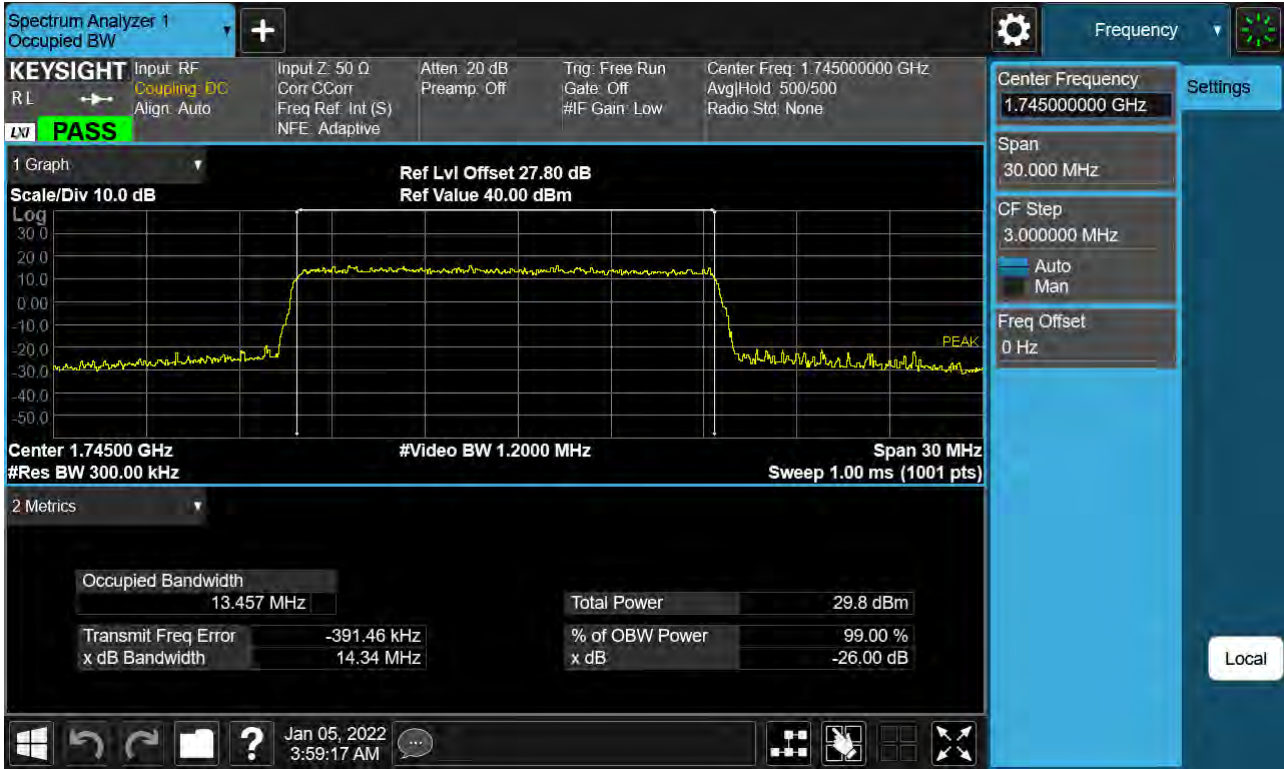 Spectrum Analyzer 1
Occupied BW
Frequency
KEYSIGHT
RL
LXI
PASS
Input: RF
Coupling: DC
Align: Auto
Input Z: 50 Ω
Corr CCorr
Freq Ref: Int (S)
NFE: Adaptive
Atten: 20 dB
Preamp: Off
Trig: Free Run
Gate: Off
#IF Gain: Low
Center Freq: 1.745000000 GHz
Avg|Hold: 500/500
Radio Std: None
Center Frequency
1.745000000 GHz
Settings
Span
30.000 MHz
CF Step
3.000000 MHz
Auto
Man
Freq Offset
0 Hz
1 Graph
Scale/Div 10.0 dB
Ref Lvl Offset 27.80 dB
Ref Value 40.00 dBm
Log
30.0
20.0
10.0
0.00
-10.0
-20.0
-30.0
-40.0
-50.0
PEAK
Center 1.74500 GHz
#Video BW 1.2000 MHz
Span 30 MHz
#Res BW 300.00 kHz
Sweep 1.00 ms (1001 pts)
2 Metrics
Occupied Bandwidth
13.457 MHz
Total Power 29.8 dBm
Transmit Freq Error -391.46 kHz
% of OBW Power 99.00 %
x dB Bandwidth 14.34 MHz
x dB -26.00 dB
Local
Jan 05, 2022
3:59:17 AM